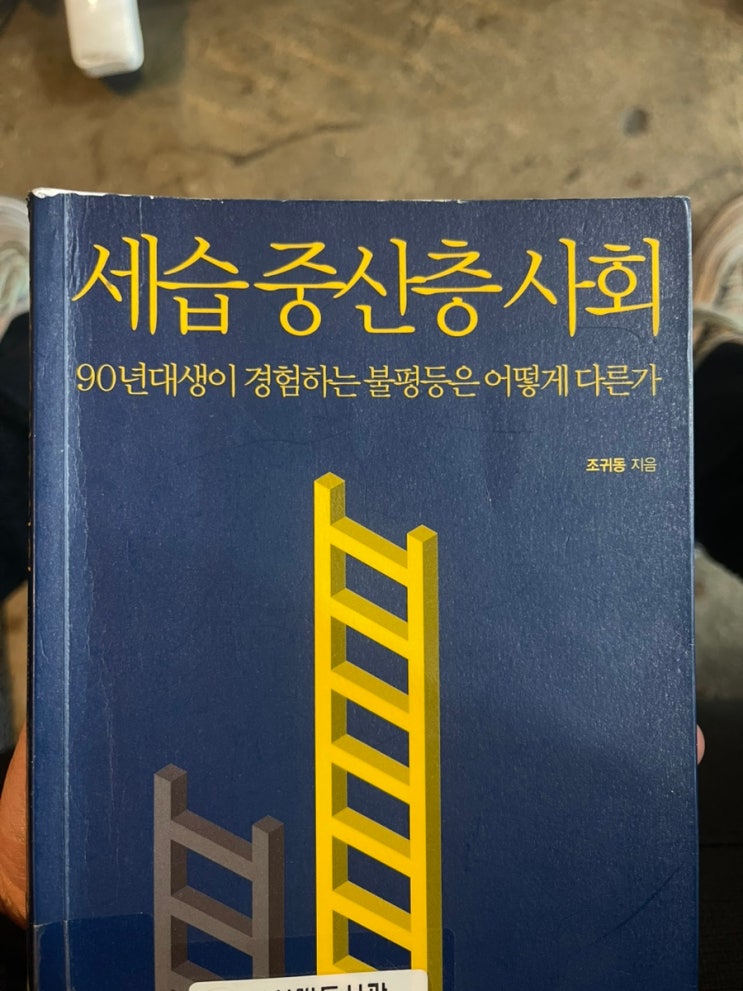 세습 중산층 사회
90년대생이 경험하는 불평등은 어떻게 다른가
조귀동 지음